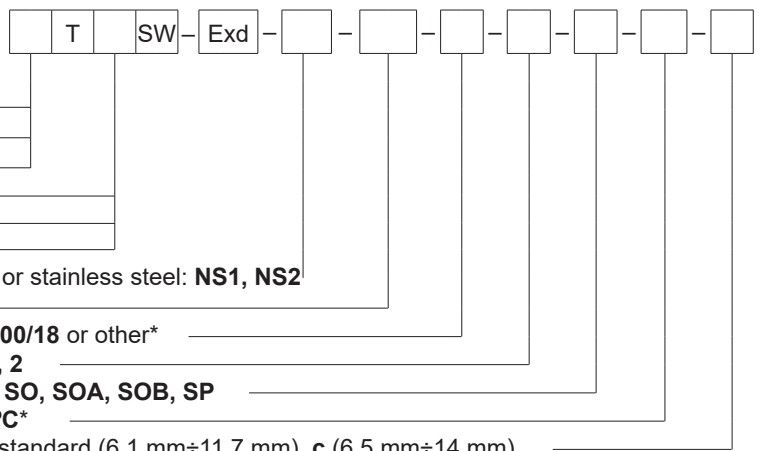 T SW – Exd – – – – – – –
or stainless steel: NS1, NS2
00/18 or other*
, 2
SO, SOA, SOB, SP
°C*
standard (6,1 mm÷11,7 mm), c (6,5 mm÷14 mm)